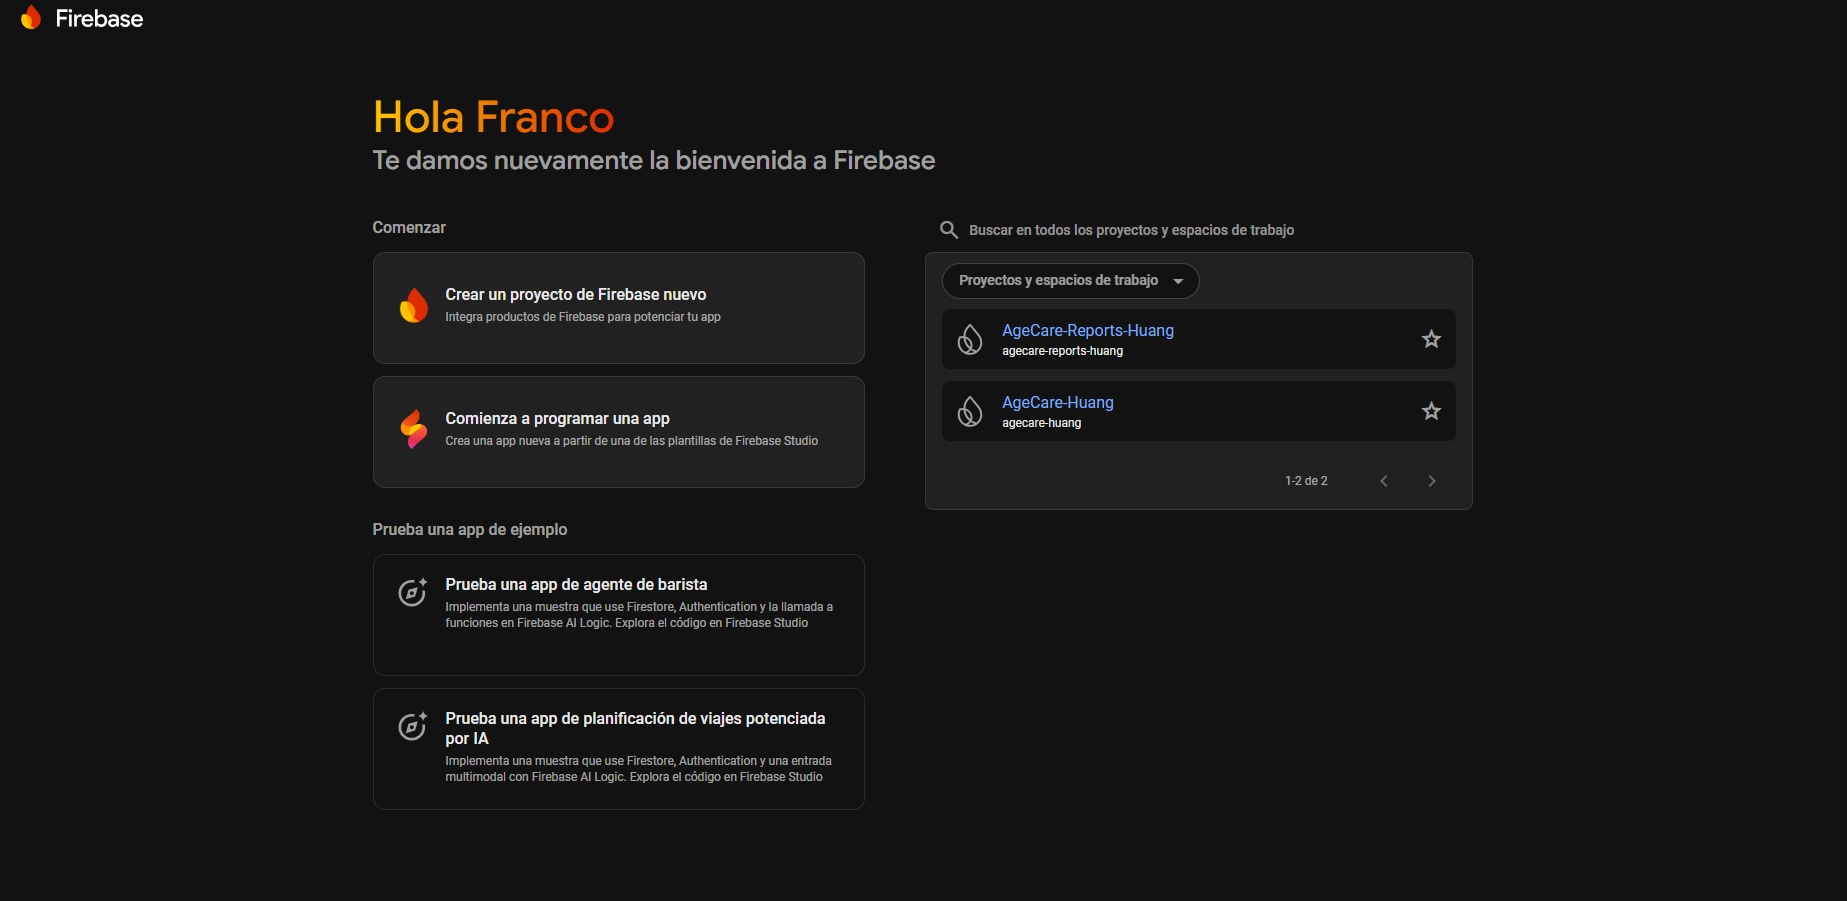 Firebase
Hola Franco
Te damos nuevamente la bienvenida a Firebase
Comenzar
Crear un proyecto de Firebase nuevo
Integra productos de Firebase para potenciar tu app
Comienza a programar una app
Crea una app nueva a partir de una de las plantillas de Firebase Studio
Prueba una app de ejemplo
Prueba una app de agente de barista
Implementa una muestra que use Firestore, Authentication y la llamada a
funciones en Firebase AI Logic. Explora el código en Firebase Studio
Prueba una app de planificación de viajes potenciada
por IA
Implementa una muestra que use Firestore, Authentication y una entrada
multimodal con Firebase AI Logic. Explora el código en Firebase Studio
Buscar en todos los proyectos y espacios de trabajo
Proyectos y espacios de trabajo
AgeCare-Reports-Huang
agecare-reports-huang
AgeCare-Huang
agecare-huang
1-2 de 2